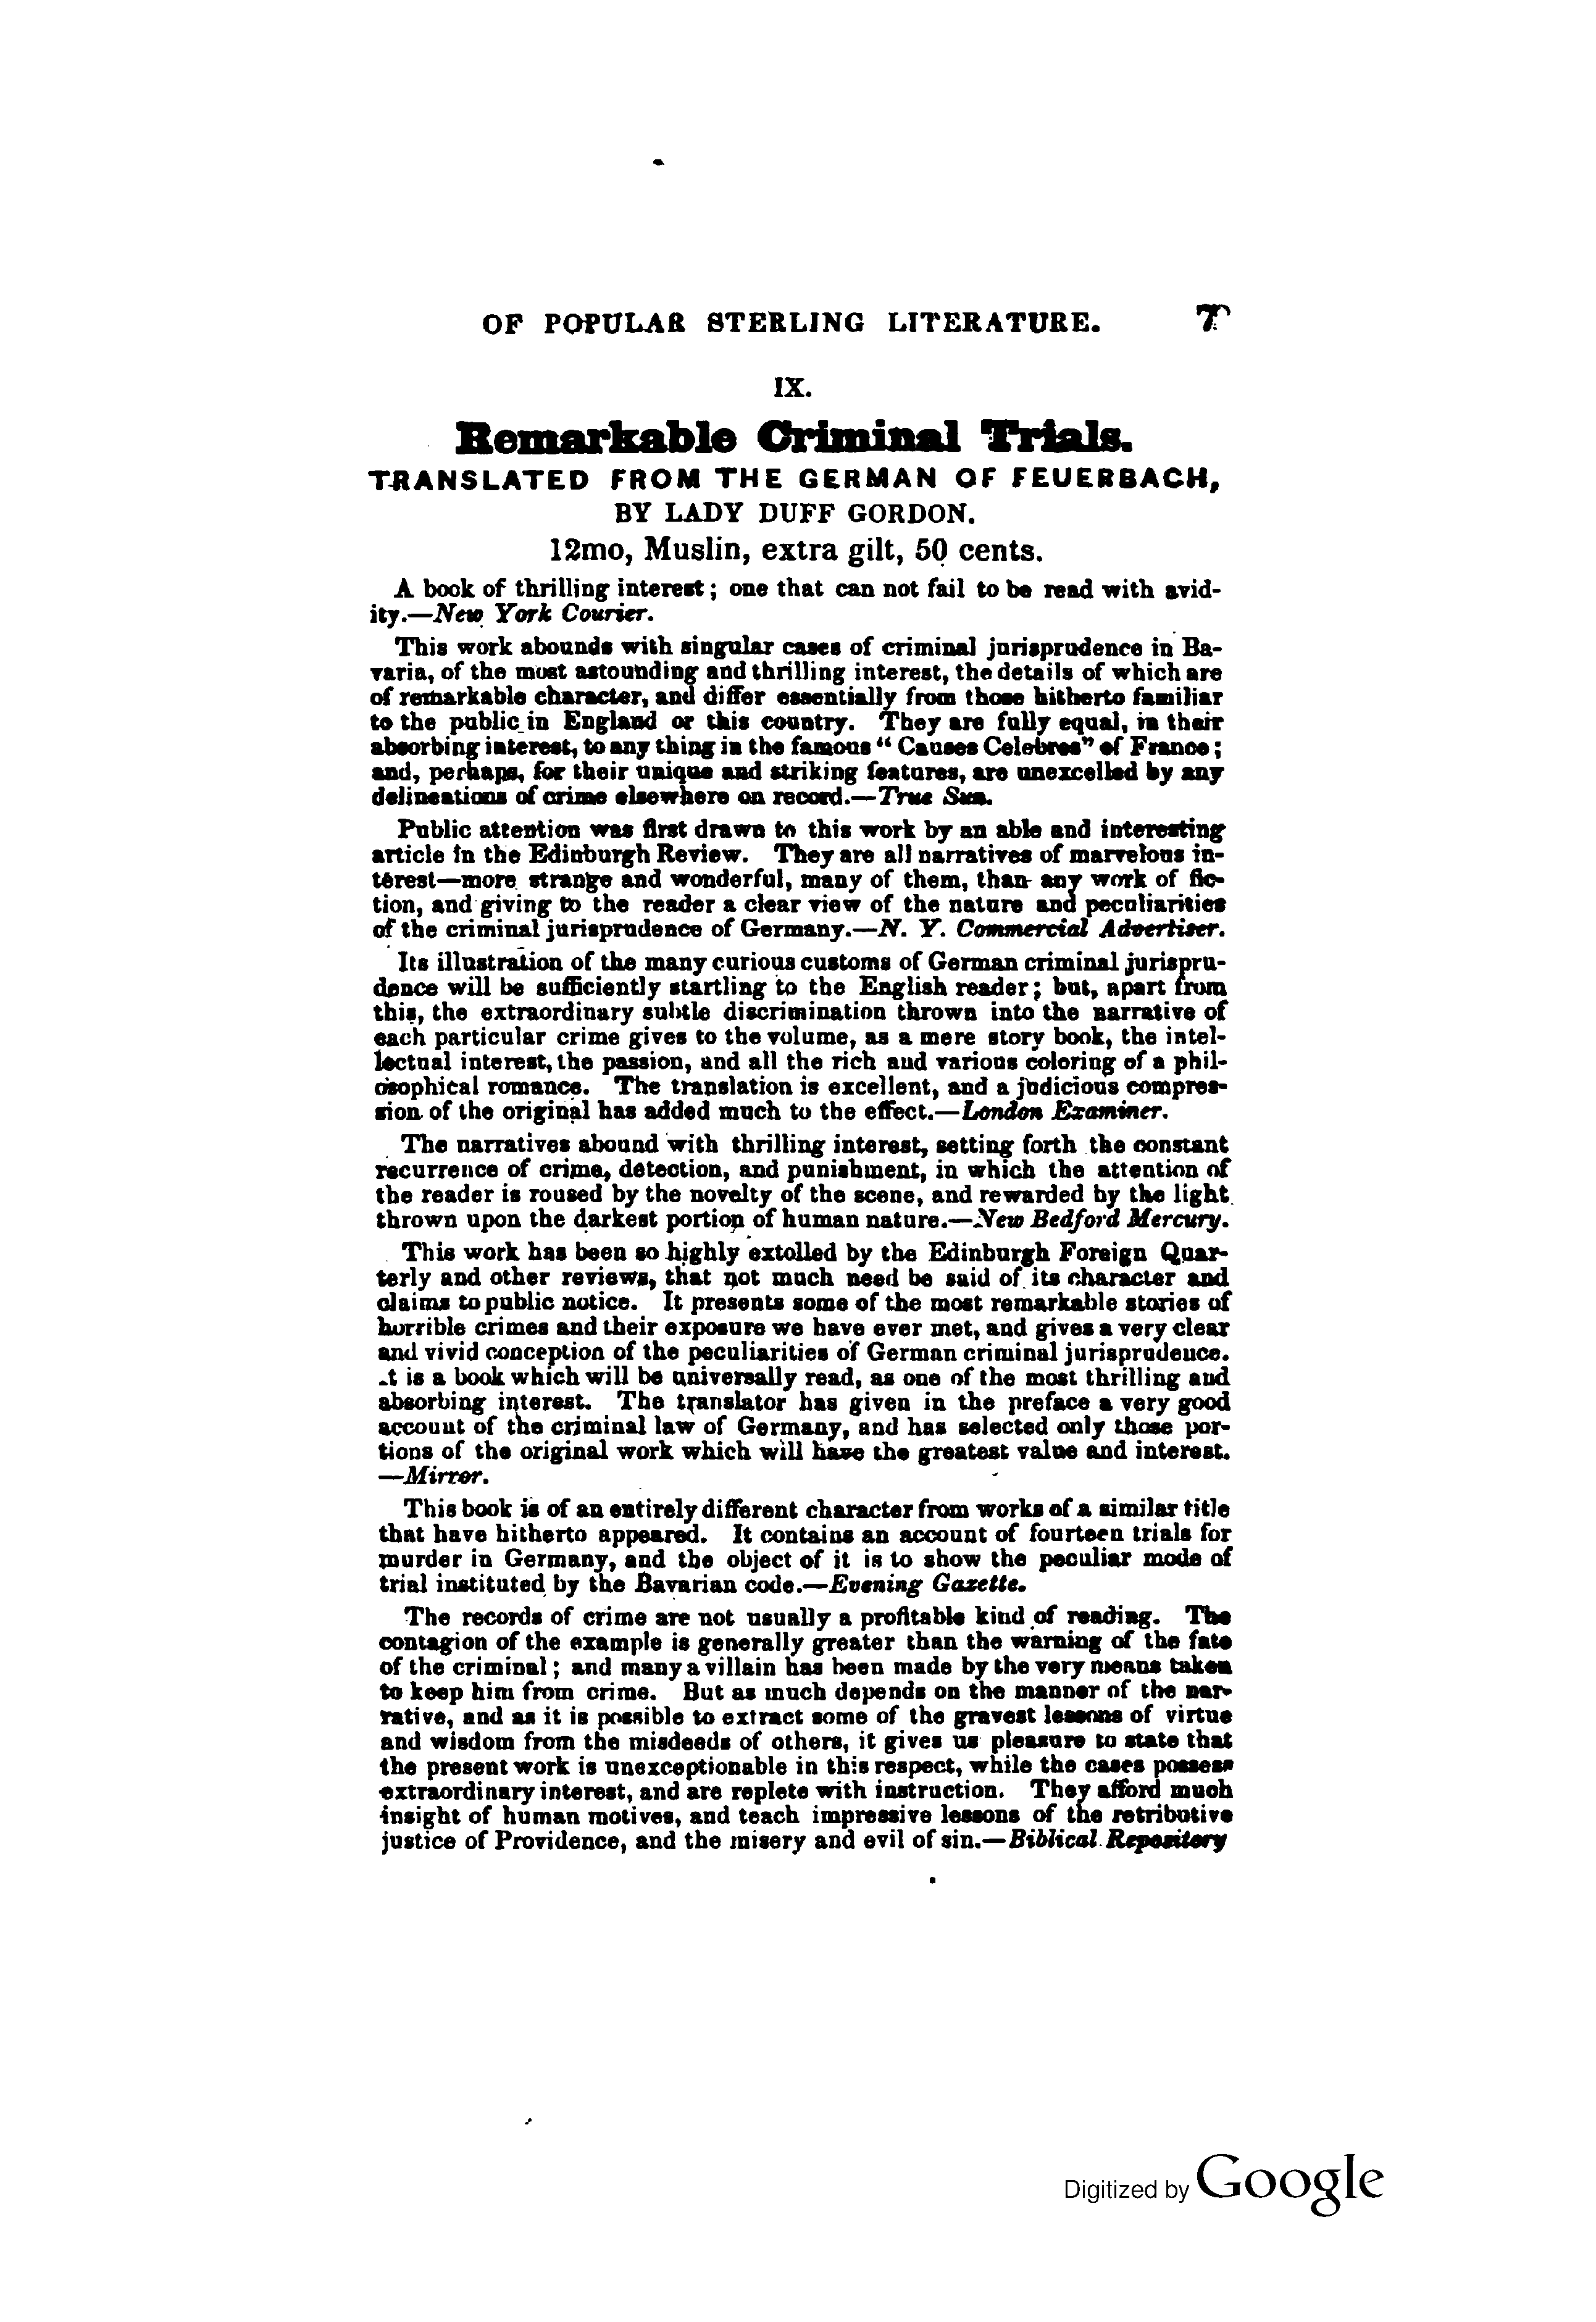 OF POPULAR STERLING LITERATURE. 7
IX.
Remarkable Criminal Trials.
TRANSLATED FROM THE GERMAN OF FEUERBACH,
BY LADY DUFF GORDON.
12mo, Muslin, extra gilt, 50 cents.
A book of thrilling interest; one that can not fail to be read with avid-
ity.—New York Courier.
This work abounds with singular cases of criminal jurisprudence in Ba-
varia, of the most astounding and thrilling interest, the details of which are
of remarkable character, and differ essentially from those hitherto familiar
to the public in England or this country. They are fully equal, in their
absorbing interest, to any thing in the famous "Causes Celebres" of France;
and, perhaps, for their unique and striking features, are unexcelled by any
delineations of crime elsewhere on record.—True Sun.
Public attention was first drawn to this work by an able and interesting
article in the Edinburgh Review. They are all narratives of marvelous in-
terest—more strange and wonderful, many of them, than any work of fic-
tion, and giving to the reader a clear view of the nature and peculiarities
of the criminal jurisprudence of Germany.—N. Y. Commercial Advertiser.
Its illustration of the many curious customs of German criminal jurispru-
dence will be sufficiently startling to the English reader; but, apart from
this, the extraordinary subtle discrimination thrown into the narrative of
each particular crime gives to the volume, as a mere story book, the intel-
lectual interest, the passion, and all the rich and various coloring of a phil-
osophical romance. The translation is excellent, and a judicious compres-
sion of the original has added much to the effect.—London Examiner.
The narratives abound with thrilling interest, setting forth the constant
recurrence of crime, detection, and punishment, in which the attention of
the reader is roused by the novelty of the scene, and rewarded by the light
thrown upon the darkest portion of human nature.—New Bedford Mercury.
This work has been so highly extolled by the Edinburgh Foreign Quar-
terly and other reviews, that not much need be said of its character and
claims to public notice. It presents some of the most remarkable stories of
horrible crimes and their exposure we have ever met, and gives a very clear
and vivid conception of the peculiarities of German criminal jurisprudence.
.t is a book which will be universally read, as one of the most thrilling and
absorbing interest. The translator has given in the preface a very good
account of the criminal law of Germany, and has selected only those por-
tions of the original work which will have the greatest value and interest.
—Mirror.
This book is of an entirely different character from works of a similar title
that have hitherto appeared. It contains an account of fourteen trials for
murder in Germany, and the object of it is to show the peculiar mode of
trial instituted by the Bavarian code.—Evening Gazette.
The records of crime are not usually a profitable kind of reading. The
contagion of the example is generally greater than the warning of the fate
of the criminal; and many a villain has been made by the very means taken
to keep him from crime. But as much depends on the manner of the nar-
rative, and as it is possible to extract some of the gravest lessons of virtue
and wisdom from the misdeeds of others, it gives us pleasure to state that
the present work is unexceptionable in this respect, while the cases possess
extraordinary interest, and are replete with instruction. They afford much
insight of human motives, and teach impressive lessons of the retributive
justice of Providence, and the misery and evil of sin.—Biblical Repository
Digitized by Google